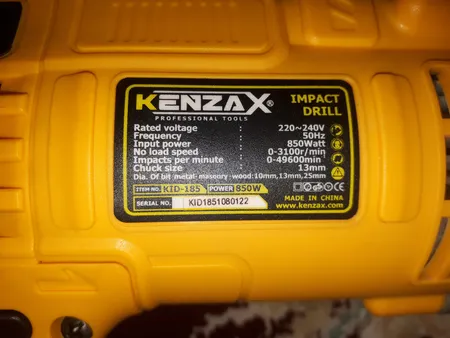 KENZAX®
PROFESSIONAL TOOLS
IMPACT
DRILL
Rated voltage : 220~240V
Frequency : 50Hz
Input power : 850Watt
No load speed : 0-3100r/min
Impacts per minute : 0-49600min⁻
Chuck size : 13mm
Dia. Of bit metal-masonry wood:10mm,13mm,25mm
ITEM NO. KID-185 POWER 850W
SERIAL NO. KID1851080122
MADE IN CHINA
www.kenzax.com